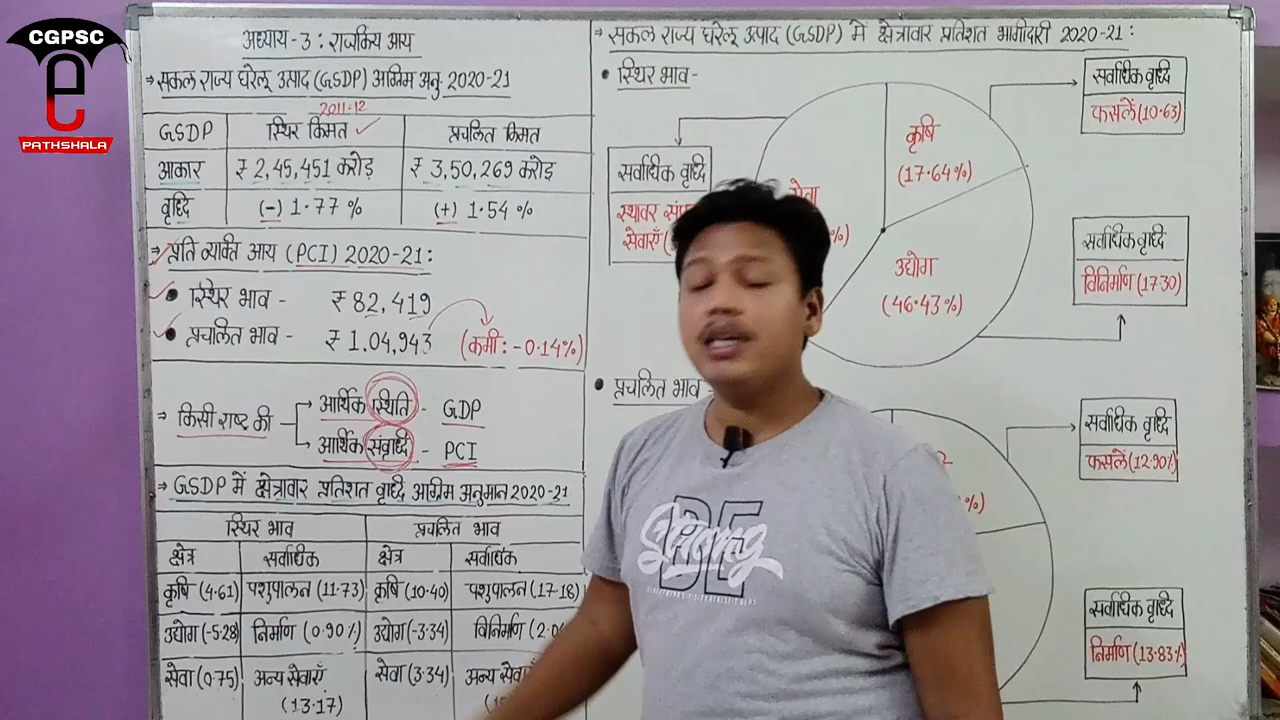 CGPSC
e
PATHSHALA
अध्याय-3 : राजकिय आय
→ सकल राज्य घरेलू उत्पाद (GSDP) अग्रिम अनु. 2020-21
2011-12
GSDP स्थिर किमत ✓ प्रचलित किमत
आकार ₹ 2,45,451 करोड़ ₹ 3,50,269 करोड़
वृद्धि (-) 1.77 % (+) 1.54 %
→ प्रति व्यक्ति आय (PCI) 2020-21 :
• स्थिर भाव - ₹ 82,419
• प्रचलित भाव - ₹ 1,04,943 (कमी : -0.14%)
→ किसी राष्ट की
आर्थिक स्थिति - GDP
आर्थिक संवृध्दि - PCI
→ GSDP में क्षेत्रावार प्रतिशत वृध्दि अग्रिम अनुमान 2020-21
स्थिर भाव प्रचलित भाव
क्षेत्र सर्वाधिक क्षेत्र सर्वाधिक
कृषि (4.61) पशुपालन (11.73) कृषि (10.40) पशुपालन (17.18)
उद्योग (-5.28) निर्माण (0.90%) उद्योग (-3.34) विनिर्माण (2.0
सेवा (0.75) अन्य सेवाएँ सेवा (3.34) अन्य सेवा
(13.17)
→ सकल राज्य घरेलू उत्पाद (GSDP) में क्षेत्रावार प्रतिशत भागीदारी 2020-21 :
• स्थिर भाव -
सर्वाधिक वृध्दि
फसलें (10.63)
कृषि
(17.64%)
सर्वाधिक वृध्दि
स्थावर
सेवाएँ
सेवा
%)
उद्योग
(46.43%)
सर्वाधिक वृध्दि
विनिर्माण (17.30)
• प्रचलित भाव -
सर्वाधिक वृध्दि
फसलें (12.90%)
%)
सर्वाधिक वृध्दि
निर्माण (13.83%)
BE
Strong